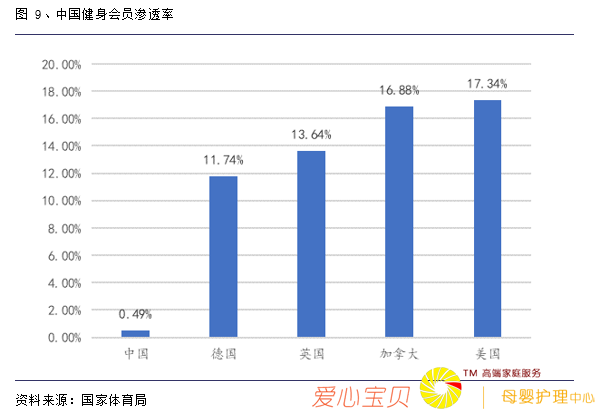 图 9、中国健身会员渗透率
20.00%
18.00%
16.00%
14.00%
12.00%
10.00%
8.00%
6.00%
4.00%
2.00%
0.00%
0.49%
11.74%
13.64%
16.88%
17.34%
中国
德国
英国
加拿大
美国
资料来源：国家体育局
爱心宝贝
TM 高端家庭服务
母婴护理中心